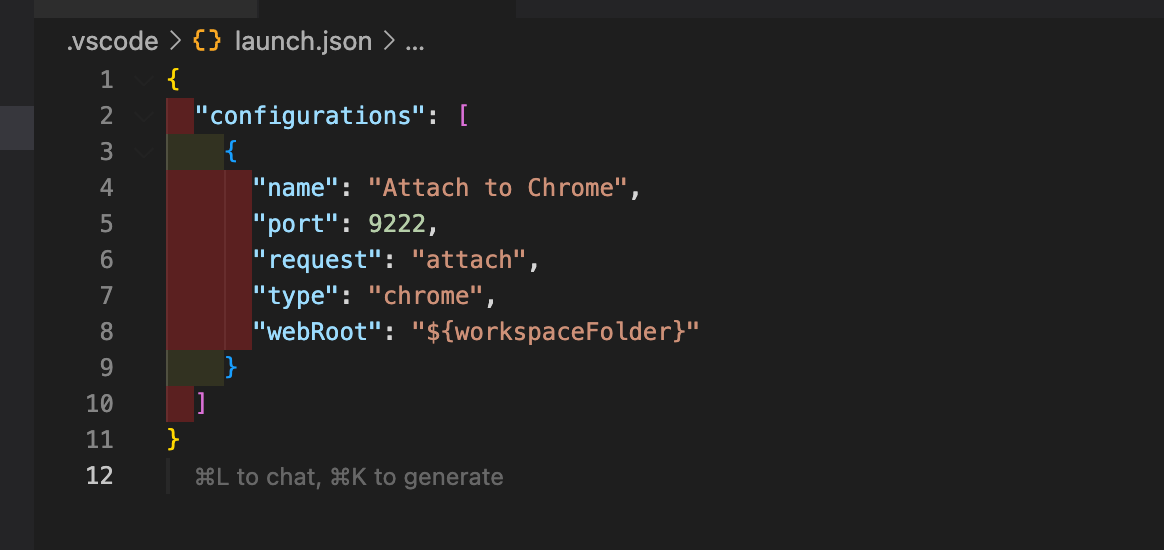 .vscode > {} launch.json > ...
1 {
2 "configurations": [
3 {
4 "name": "Attach to Chrome",
5 "port": 9222,
6 "request": "attach",
7 "type": "chrome",
8 "webRoot": "${workspaceFolder}"
9 }
10 ]
11 }
12 ⌘L to chat, ⌘K to generate